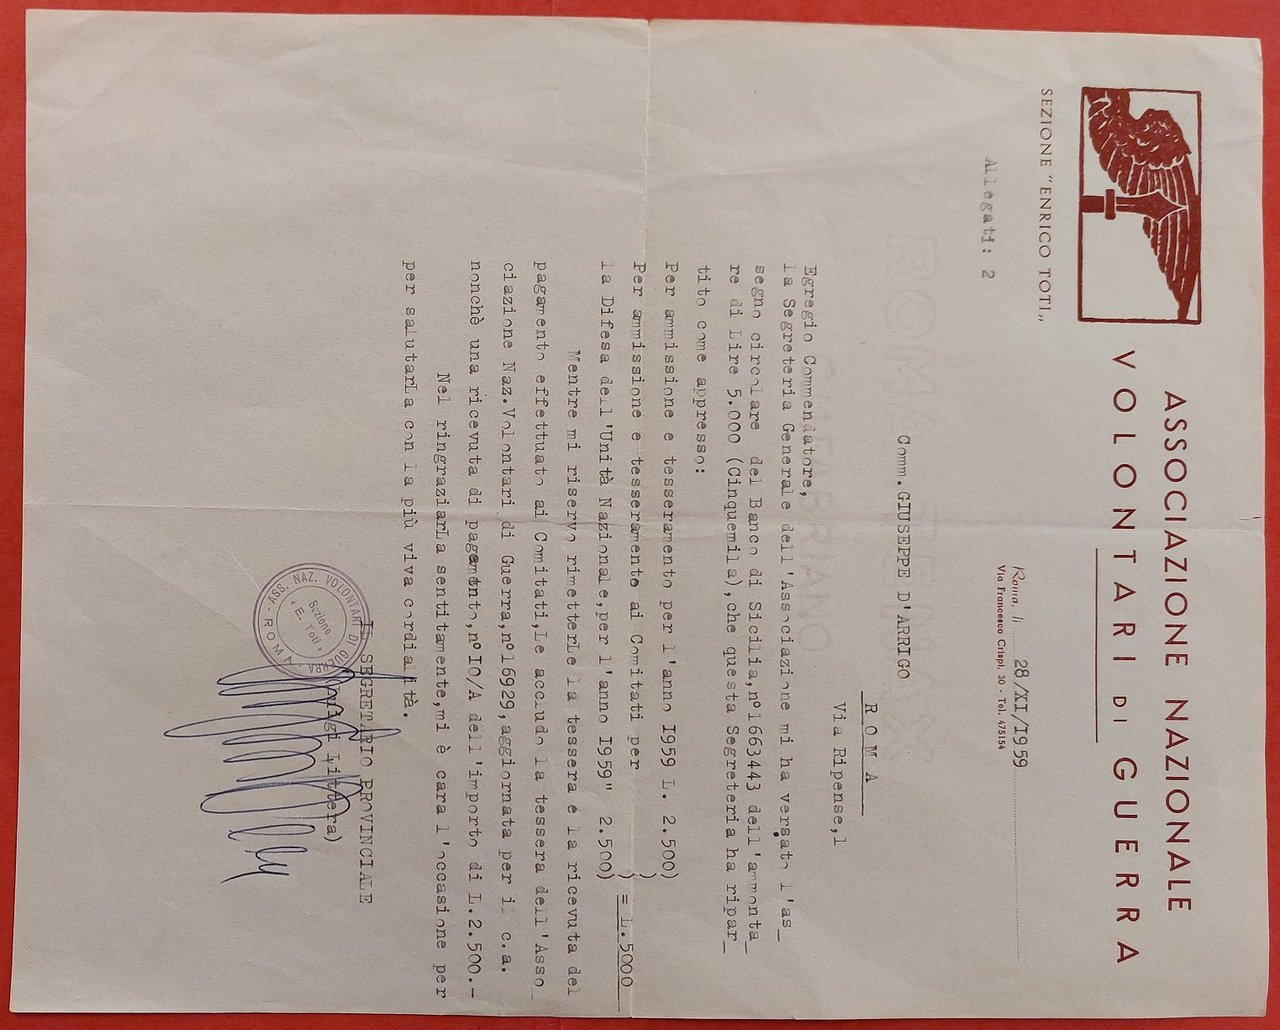 ASSOCIAZIONE NAZIONALE
VOLONTARI DI GUERRA
SEZIONE "ENRICO TOTI„
Roma, li 28/XI/1959
Via Francesco Crispi, 30 - Tel. 475154
Allegati: 2
Comm.GIUSEPPE D'ARRIGO
R O M A
Via Ripense,1
Egregio Commendatore,
la Segreteria Generale dell'Associazione mi ha versato l'as_
segno circolare del Banco di Sicilia,n°1663443 dell'ammonta_
re di Lire 5.000 (Cinquemila),che questa Segreteria ha ripar_
tito come appresso:
Per ammissione e tesseramento per l'anno I959 L. 2.500)
Per ammissione e tesseramento ai Comitati per ) = L.5000
la Difesa dell'Unità Nazionale,per l'anno I959" 2.500)
Mentre mi riservo rimetterLe la tessera e la ricevuta del
pagamento effettuato ai Comitati,Le accludo la tessera dell'Asso_
ciazione Naz.Volontari di Guerra,n°16929,aggiornata per il c.a.
nonchè una ricevuta di pagamento,n°IO/A dell'importo di L.2.500.-
Nel ringraziarLa sentitamente,mi è cara l'occasione per
per salutarLa con la più viva cordialità.
IL SEGRETARIO PROVINCIALE
(Luigi Littera)
ASS. NAZ. VOLONTARI DI GUERRA
- ROMA -
Sezione
"E. Toti"